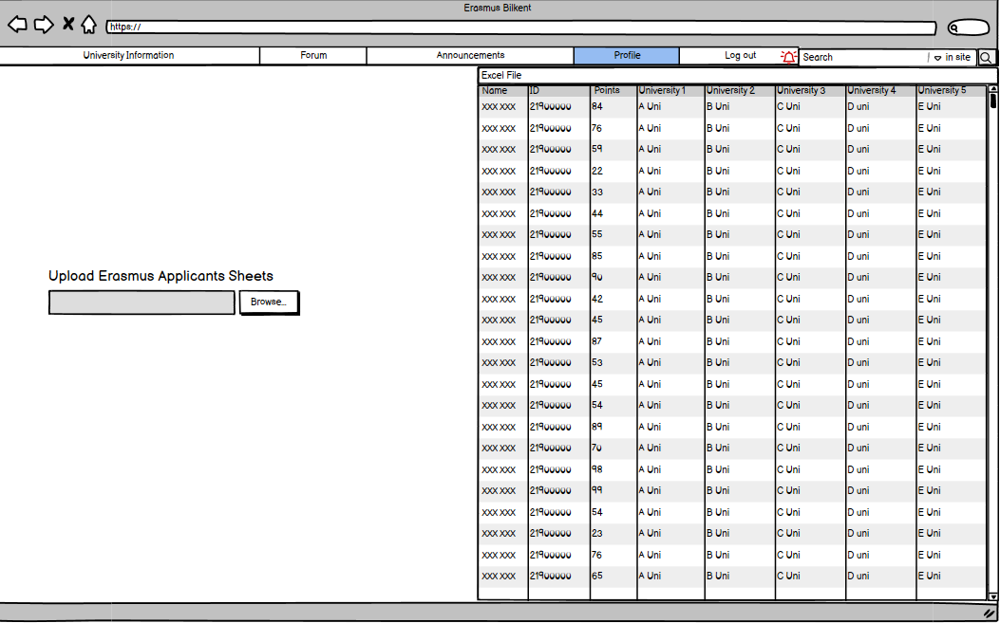 Erasmus Bilkent
https://
University Information Forum Announcements Profile Log out Search in site
Excel File
Name ID Points University 1 University 2 University 3 University 4 University 5
XXX XXX 21900000 84 A Uni B Uni C Uni D uni E Uni
XXX XXX 21900000 76 A Uni B Uni C Uni D uni E Uni
XXX XXX 21900000 59 A Uni B Uni C Uni D uni E Uni
XXX XXX 21900000 22 A Uni B Uni C Uni D uni E Uni
XXX XXX 21900000 33 A Uni B Uni C Uni D uni E Uni
XXX XXX 21900000 44 A Uni B Uni C Uni D uni E Uni
XXX XXX 21900000 55 A Uni B Uni C Uni D uni E Uni
XXX XXX 21900000 85 A Uni B Uni C Uni D uni E Uni
XXX XXX 21900000 90 A Uni B Uni C Uni D uni E Uni
XXX XXX 21900000 42 A Uni B Uni C Uni D uni E Uni
XXX XXX 21900000 45 A Uni B Uni C Uni D uni E Uni
XXX XXX 21900000 87 A Uni B Uni C Uni D uni E Uni
XXX XXX 21900000 53 A Uni B Uni C Uni D uni E Uni
XXX XXX 21900000 45 A Uni B Uni C Uni D uni E Uni
XXX XXX 21900000 54 A Uni B Uni C Uni D uni E Uni
XXX XXX 21900000 89 A Uni B Uni C Uni D uni E Uni
XXX XXX 21900000 70 A Uni B Uni C Uni D uni E Uni
XXX XXX 21900000 98 A Uni B Uni C Uni D uni E Uni
XXX XXX 21900000 99 A Uni B Uni C Uni D uni E Uni
XXX XXX 21900000 54 A Uni B Uni C Uni D uni E Uni
XXX XXX 21900000 23 A Uni B Uni C Uni D uni E Uni
XXX XXX 21900000 76 A Uni B Uni C Uni D uni E Uni
XXX XXX 21900000 65 A Uni B Uni C Uni D uni E Uni
Upload Erasmus Applicants Sheets
Browse...